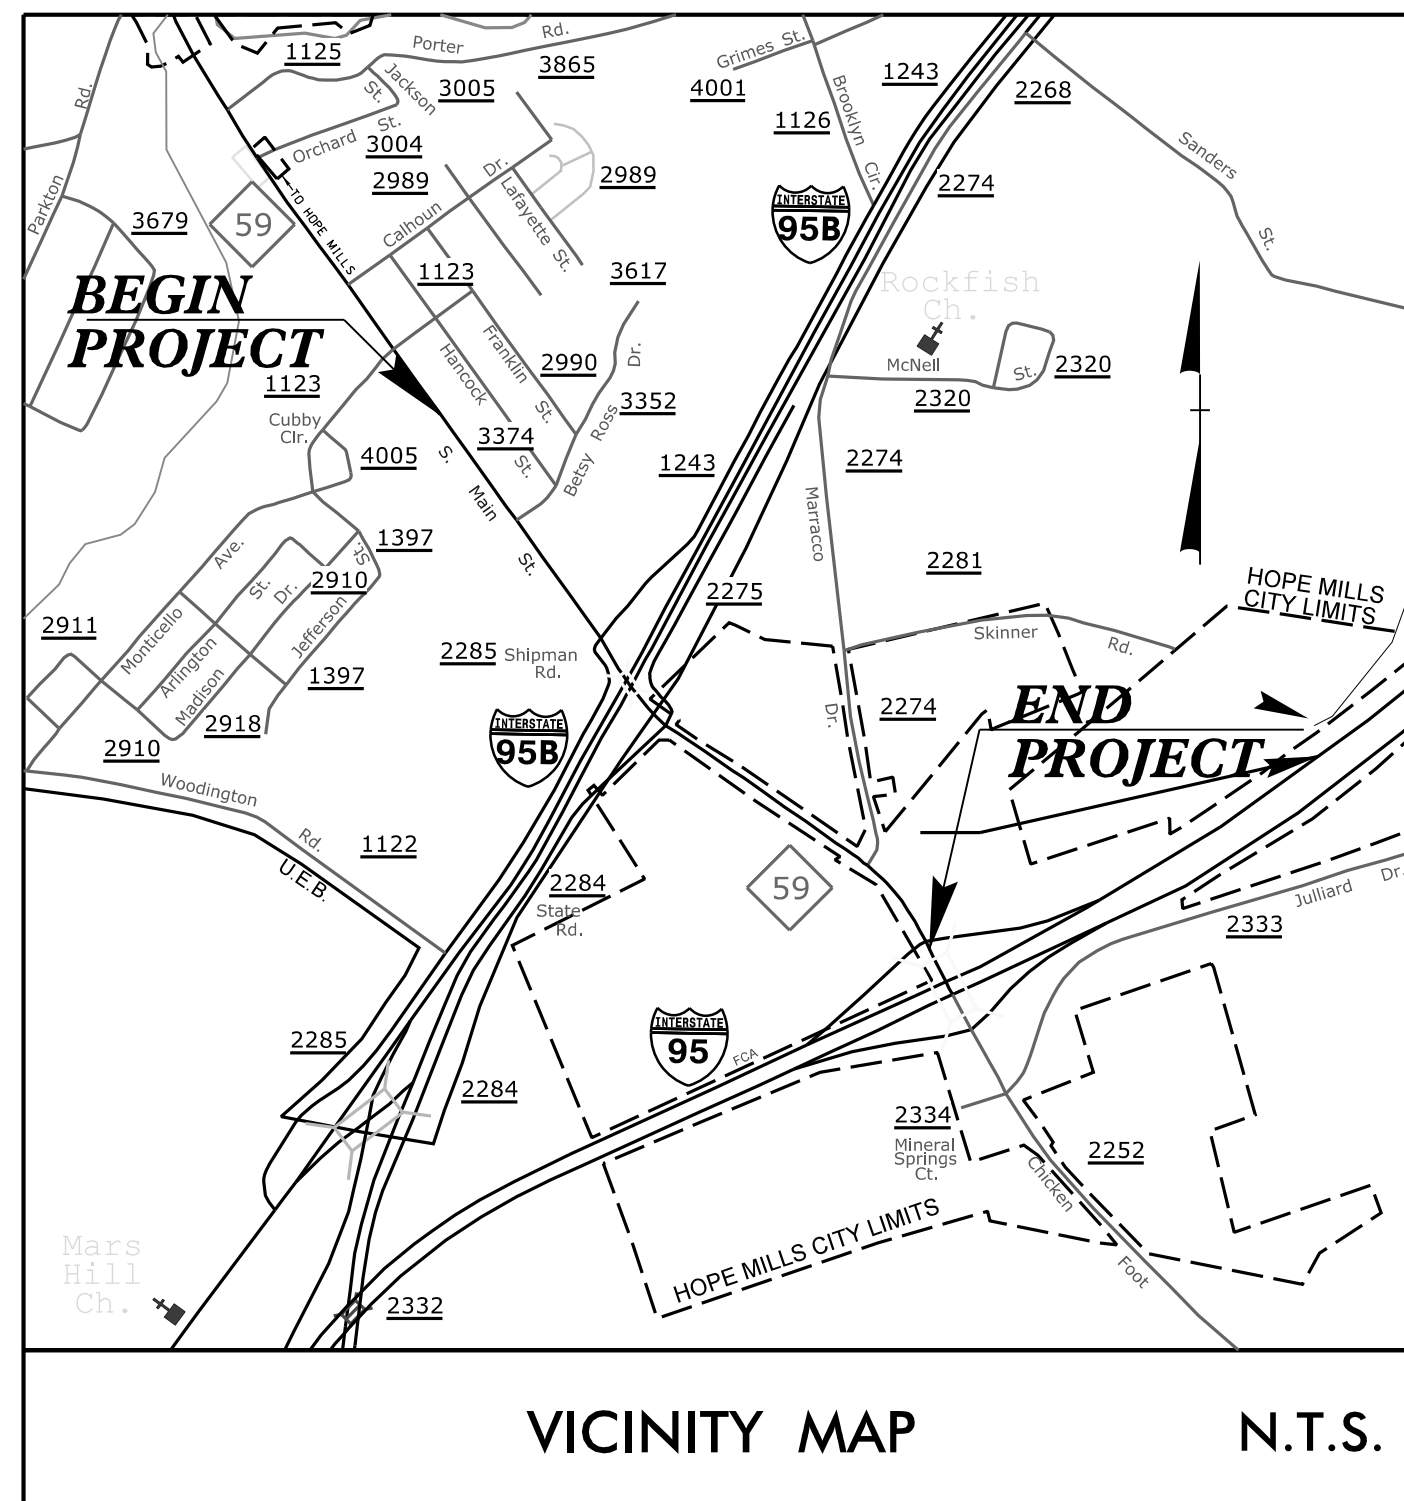 1125
Porter
Rd.
3865
Grimes St.
4001
1243
2268
Rd.
Jackson
St.
3005
Brooklyn
Cir.
1126
Orchard
St.
3004
2989
2989
Dr.
Sanders
St.
2274
Parkton
3679
59
TO HOPE MILLS
Calhoun
Lafayette St.
INTERSTATE
95B
1123
3617
Rockfish
Ch.
BEGIN
PROJECT
Franklin
St.
Hancock
St.
2990
Dr.
McNell
St.
2320
2320
1123
Cubby
Clr.
3352
Betsy Ross
3374
4005
S. Main St.
1243
2274
Marracco
Dr.
1397
Ave.
St.
St.
Dr.
2910
2281
2275
HOPE MILLS
CITY LIMITS
2911
Monticello
Arlington
Madison
Jefferson
2285
Shipman
Rd.
Skinner
Rd.
1397
2918
2910
INTERSTATE
95B
2274
END
PROJECT
Woodington
Rd.
1122
U.E.B.
2284
State
Rd.
59
Julliard
Dr.
2333
INTERSTATE
95
FCA
2285
2284
2334
Mineral
Springs
Ct.
2252
Chicken
Foot
HOPE MILLS CITY LIMITS
Mars
Hill
Ch.
2332
VICINITY MAP
N.T.S.